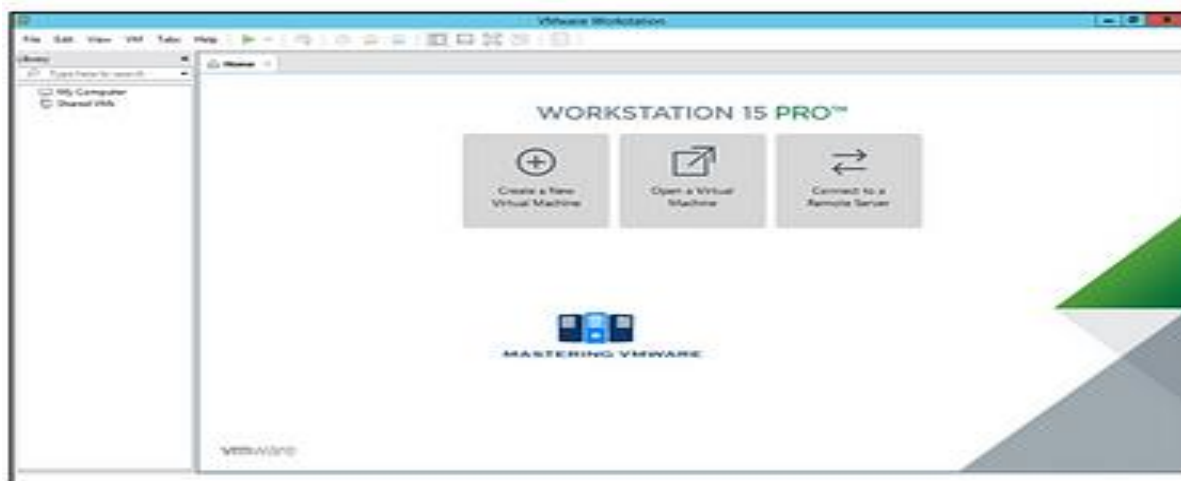 VMware Workstation
File Edit View VM Tabs Help
Library
Type here to search
My Computer
Shared VMs
Home
WORKSTATION 15 PRO™
Create a New
Virtual Machine
Open a Virtual
Machine
Connect to a
Remote Server
MASTERING VMWARE
vmware